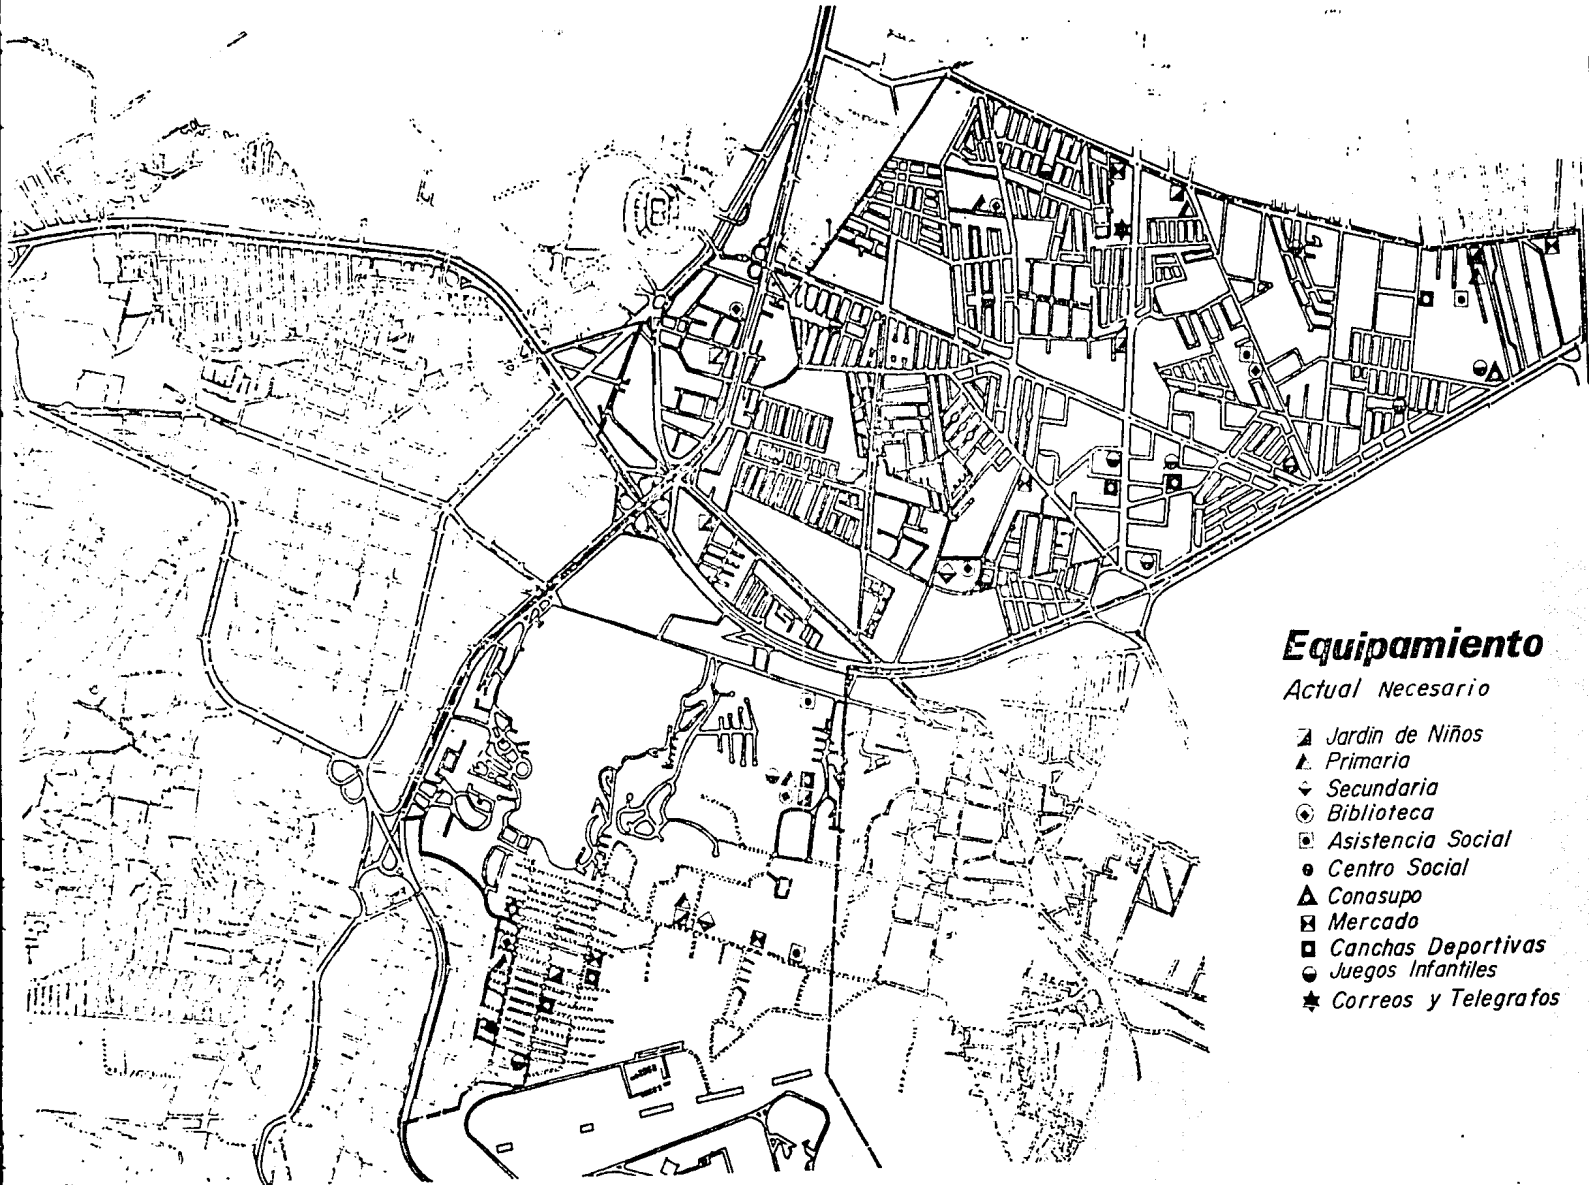 Equipamiento
Actual Necesario
Jardin de Niños
Primaria
Secundaria
Biblioteca
Asistencia Social
Centro Social
Conasupo
Mercado
Canchas Deportivas
Juegos Infantiles
Correos y Telegrafos